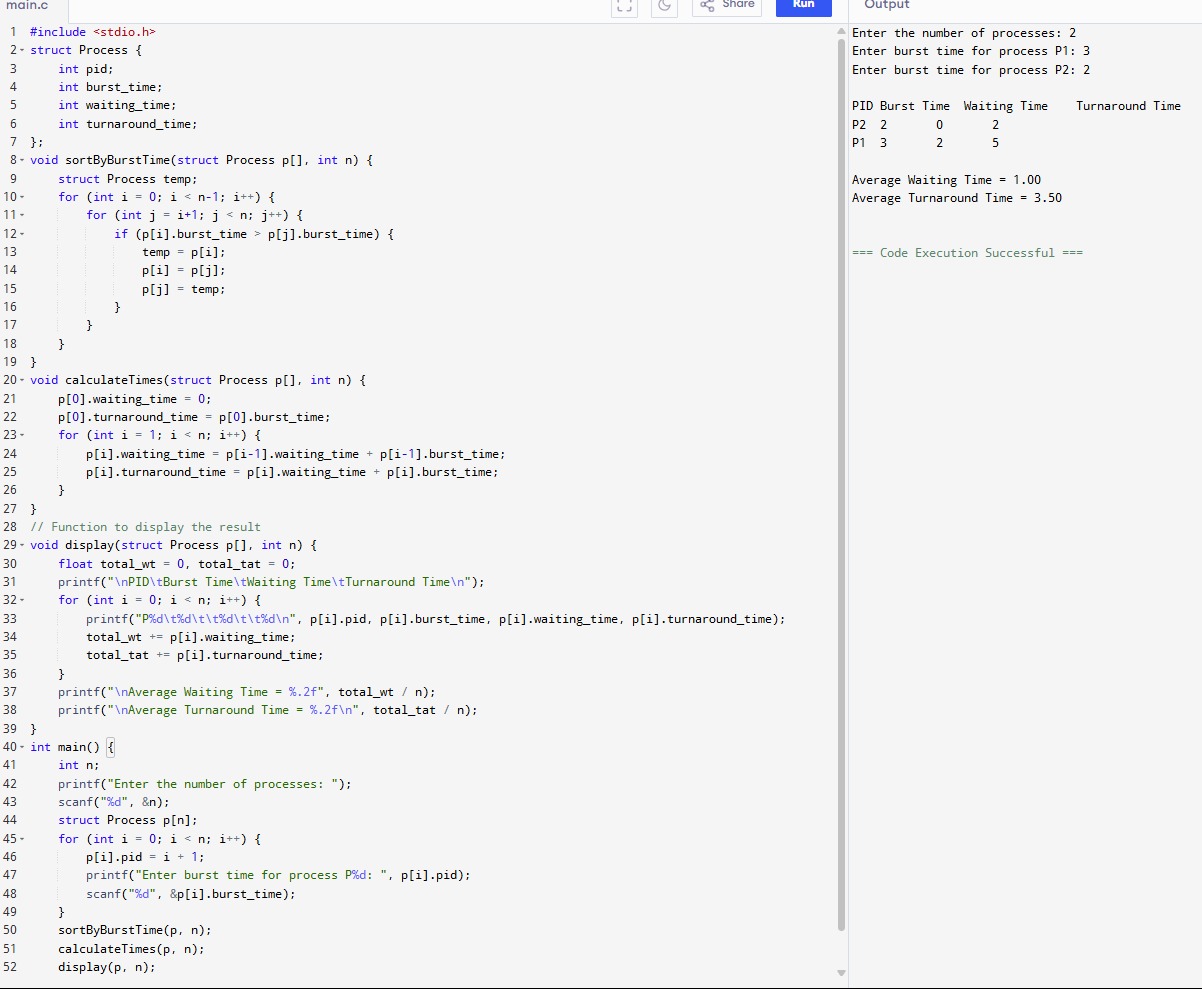 main.c
Share
Run
Output
1 #include <stdio.h>
2 struct Process {
3     int pid;
4     int burst_time;
5     int waiting_time;
6     int turnaround_time;
7 };
8 void sortByBurstTime(struct Process p[], int n) {
9     struct Process temp;
10     for (int i = 0; i < n-1; i++) {
11         for (int j = i+1; j < n; j++) {
12             if (p[i].burst_time > p[j].burst_time) {
13                 temp = p[i];
14                 p[i] = p[j];
15                 p[j] = temp;
16             }
17         }
18     }
19 }
20 void calculateTimes(struct Process p[], int n) {
21     p[0].waiting_time = 0;
22     p[0].turnaround_time = p[0].burst_time;
23     for (int i = 1; i < n; i++) {
24         p[i].waiting_time = p[i-1].waiting_time + p[i-1].burst_time;
25         p[i].turnaround_time = p[i].waiting_time + p[i].burst_time;
26     }
27 }
28 // Function to display the result
29 void display(struct Process p[], int n) {
30     float total_wt = 0, total_tat = 0;
31     printf("\nPID\tBurst Time\tWaiting Time\tTurnaround Time\n");
32     for (int i = 0; i < n; i++) {
33         printf("P%d\t%d\t\t%d\t\t%d\n", p[i].pid, p[i].burst_time, p[i].waiting_time, p[i].turnaround_time);
34         total_wt += p[i].waiting_time;
35         total_tat += p[i].turnaround_time;
36     }
37     printf("\nAverage Waiting Time = %.2f", total_wt / n);
38     printf("\nAverage Turnaround Time = %.2f\n", total_tat / n);
39 }
40 int main() {
41     int n;
42     printf("Enter the number of processes: ");
43     scanf("%d", &n);
44     struct Process p[n];
45     for (int i = 0; i < n; i++) {
46         p[i].pid = i + 1;
47         printf("Enter burst time for process P%d: ", p[i].pid);
48         scanf("%d", &p[i].burst_time);
49     }
50     sortByBurstTime(p, n);
51     calculateTimes(p, n);
52     display(p, n);
Enter the number of processes: 2
Enter burst time for process P1: 3
Enter burst time for process P2: 2
PID Burst Time  Waiting Time    Turnaround Time
P2  2       0       2
P1  3       2       5
Average Waiting Time = 1.00
Average Turnaround Time = 3.50
=== Code Execution Successful ===